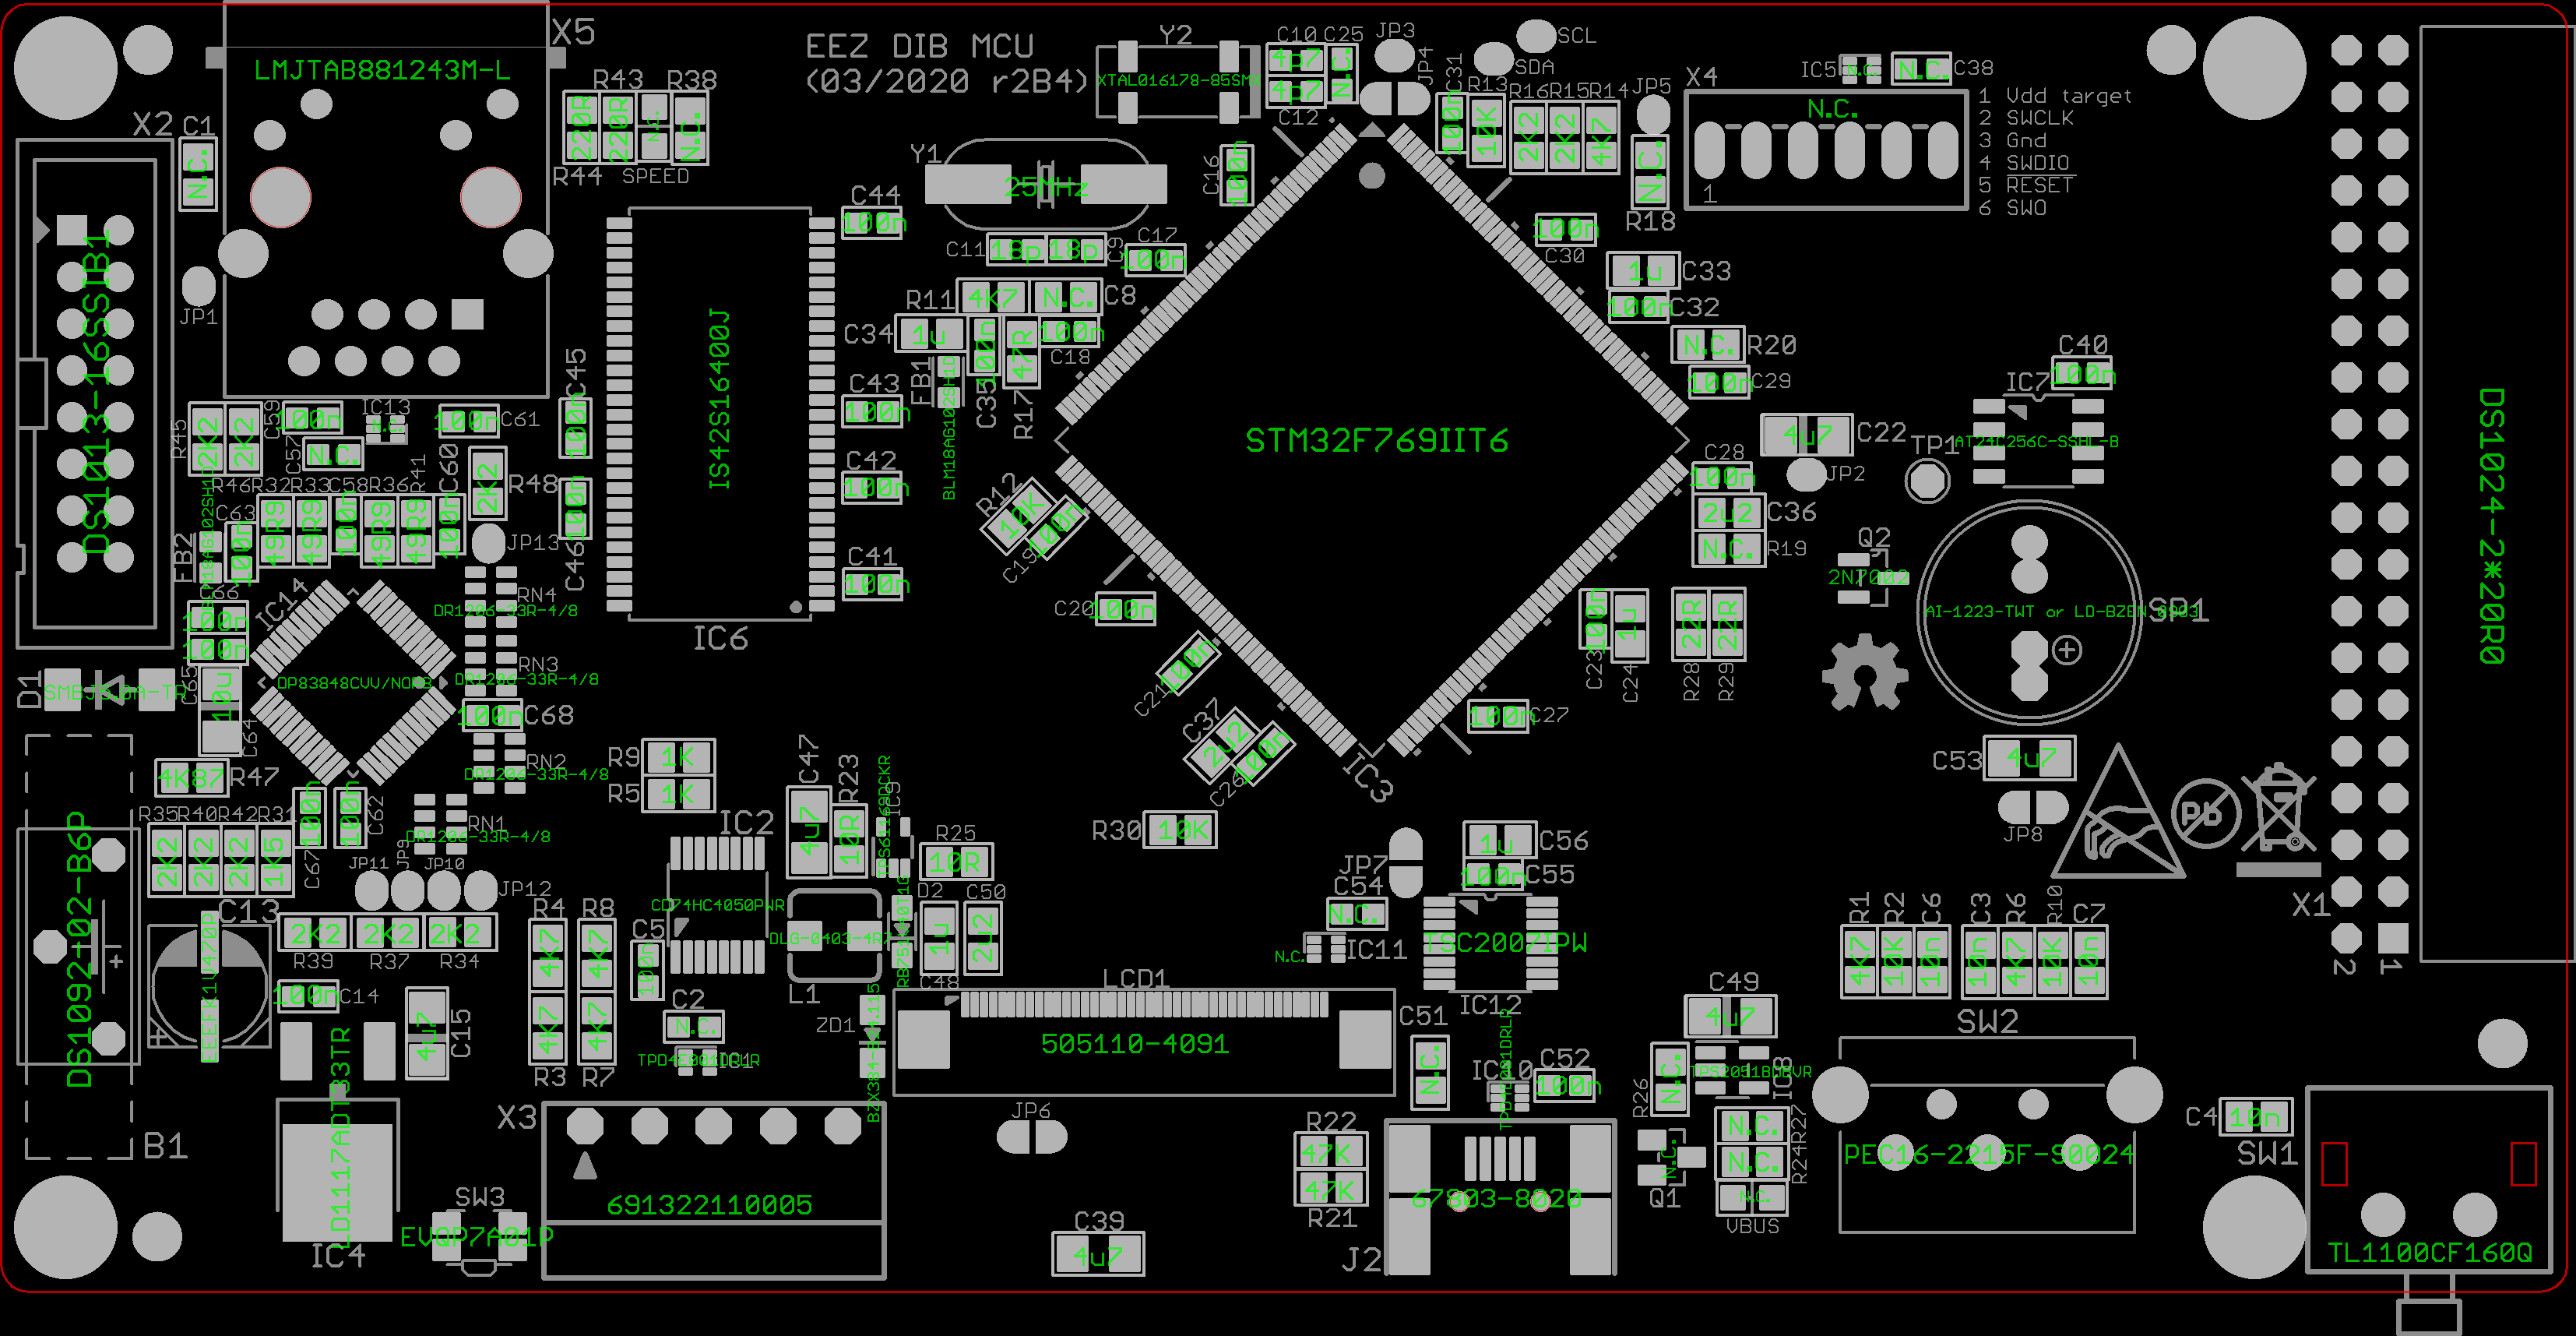 X5
LMJTAB881243M-L
EEZ DIB MCU
(03/2020 r2B4)
Y2
XTAL016178-85SMX
C10
C25
4p7
4p7
N.C.
C12
JP3
JP4
SCL
SDA
C31
100n
R13
10K
R16
R15
R14
2K2
2K2
4K7
JP5
N.C.
R18
X4
N.C.
1
IC5
N.C.
N.C.
C38
1 Vdd target
2 SWCLK
3 Gnd
4 SWDIO
5 RESET
6 SWO
X2
DS1013-16SSIB1
C1
N.C.
JP1
R43
R38
220R
220R
N.C.
N.C.
R44
SPEED
Y1
25MHz
C16
100n
C44
100n
C11
18p
18p
C9
C17
100n
C30
100n
1u
C33
100n
C32
R11
4K7
N.C.
C8
C34
1u
100n
C35
47R
R17
100n
C18
FB1
BLM18AG102SH1D
N.C.
R20
100n
C29
IS42S16400J
IC6
C45
100n
C46
100n
C43
100n
C42
100n
C41
100n
STM32F769IIT6
IC3
4u7
C22
JP2
TP1
IC7
AT24C256C-SSHL-B
C40
100n
DS1024-2*20R0
R45
2K2
2K2
R46
C59
100n
C57
N.C.
IC13
N.C.
100n
C61
R32
R33
C58
R36
R41
C60
49R9
49R9
100n
49R9
49R9
100n
2K2
R48
JP13
C63
100n
FB2
BLM18AG102SH1D
C66
100n
100n
C65
10u
C64
IC14
DP83848CVV/NOPB
RN4
DR1206-33R-4/8
RN3
DR1206-33R-4/8
100n
C68
RN2
DR1206-33R-4/8
RN1
DR1206-33R-4/8
R12
10K
C19
100n
C20
100n
C21
100n
C37
2u2
C26
100n
C28
100n
2u2
C36
N.C.
R19
Q2
2N7002
AI-1223-TWT or LD-BZEN-0903
SP1
100n
C23
1u
C24
22R
22R
R28
R29
100n
C27
D1
SMBJ5.0A-TR
4K87
R47
R35
R40
R42
R31
2K2
2K2
2K2
1K5
100n
C67
100n
C62
JP11
JP9
JP10
JP12
R9
1K
R5
1K
IC2
CD74HC4050PWR
C47
4u7
R23
10R
IC9
TPS61169DCKR
R25
10R
R30
10K
C53
4u7
JP8
Pb
B1
DS1092-02-B6P
C13
EEEFK1V470P
2K2
2K2
2K2
R39
R37
R34
100n
C14
4u7
C15
IC4
LD1117ADT33TR
R4
R8
4K7
4K7
4K7
4K7
R3
R7
C5
100n
C2
N.C.
TPD4E001DRLR
IC1
DLG-0403-4R7
L1
RB751V40T1G
D2
1u
C48
C50
2u2
ZD1
BZX384-B24.115
LCD1
505110-4091
JP7
C54
N.C.
N.C.
IC11
1u
C56
100n
C55
TSC2007IPW
IC12
R1
R2
C6
C3
R6
R10
C7
4K7
10K
10n
10n
4K7
10K
10n
X1
2
1
C51
N.C.
IC10
TPD4E001DRLR
C52
100n
C49
4u7
IC8
TPS2051BDBVR
R26
N.C.
Q1
N.C.
N.C.
N.C.
R24
R27
N.C.
VBUS
SW2
PEC16-2215F-S0024
C4
10n
SW1
TL1100CF160Q
X3
691322110005
SW3
EVQP7A01P
JP6
C39
4u7
R22
47K
47K
R21
J2
67803-8020